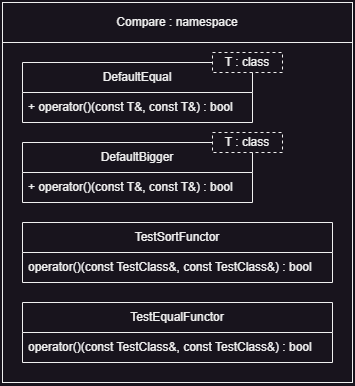 Compare : namespace
T : class
DefaultEqual
+ operator()(const T&, const T&) : bool
T : class
DefaultBigger
+ operator()(const T&, const T&) : bool
TestSortFunctor
operator()(const TestClass&, const TestClass&) : bool
TestEqualFunctor
operator()(const TestClass&, const TestClass&) : bool